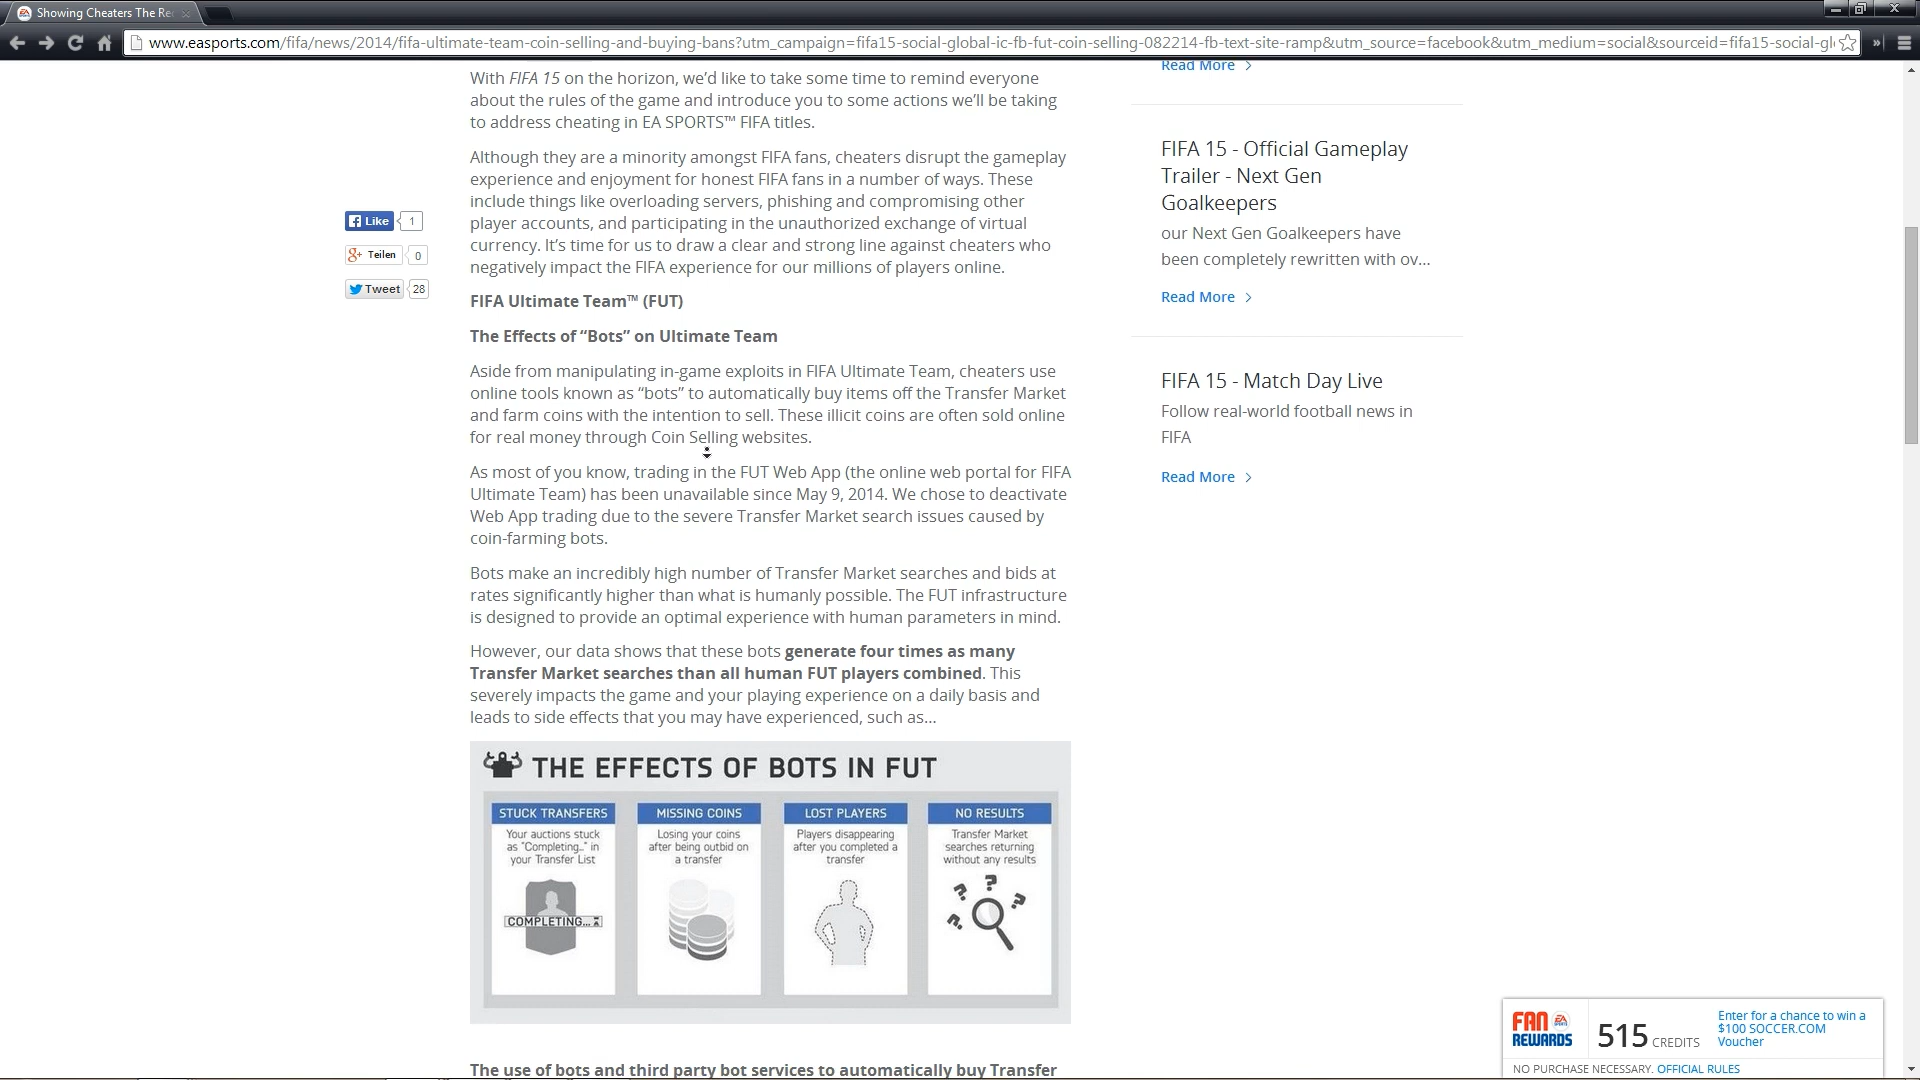 Showing Cheaters The Re
www.easports.com/fifa/news/2014/fifa-ultimate-team-coin-selling-and-buying-bans?utm_campaign=fifa15-social-global-ic-fb-fut-coin-selling-082214-fb-text-site-ramp&utm_source=facebook&utm_medium=social&sourceid=fifa15-social-gl
With FIFA 15 on the horizon, we’d like to take some time to remind everyone
about the rules of the game and introduce you to some actions we’ll be taking
to address cheating in EA SPORTS™ FIFA titles.
Although they are a minority amongst FIFA fans, cheaters disrupt the gameplay
experience and enjoyment for honest FIFA fans in a number of ways. These
include things like overloading servers, phishing and compromising other
player accounts, and participating in the unauthorized exchange of virtual
currency. It’s time for us to draw a clear and strong line against cheaters who
negatively impact the FIFA experience for our millions of players online.
Like 1
Teilen 0
Tweet 28
FIFA Ultimate Team™ (FUT)
The Effects of “Bots” on Ultimate Team
Aside from manipulating in-game exploits in FIFA Ultimate Team, cheaters use
online tools known as “bots” to automatically buy items off the Transfer Market
and farm coins with the intention to sell. These illicit coins are often sold online
for real money through Coin Selling websites.
As most of you know, trading in the FUT Web App (the online web portal for FIFA
Ultimate Team) has been unavailable since May 9, 2014. We chose to deactivate
Web App trading due to the severe Transfer Market search issues caused by
coin-farming bots.
Bots make an incredibly high number of Transfer Market searches and bids at
rates significantly higher than what is humanly possible. The FUT infrastructure
is designed to provide an optimal experience with human parameters in mind.
However, our data shows that these bots generate four times as many
Transfer Market searches than all human FUT players combined. This
severely impacts the game and your playing experience on a daily basis and
leads to side effects that you may have experienced, such as…
THE EFFECTS OF BOTS IN FUT
STUCK TRANSFERS
Your auctions stuck
as "Completing..." in
your Transfer List
COMPLETING...
MISSING COINS
Losing your coins
after being outbid on
a transfer
LOST PLAYERS
Players disappearing
after you completed a
transfer
NO RESULTS
Transfer Market
searches returning
without any results
? ? ? ?
The use of bots and third party bot services to automatically buy Transfer
Read More >
FIFA 15 - Official Gameplay
Trailer - Next Gen
Goalkeepers
our Next Gen Goalkeepers have
been completely rewritten with ov...
Read More >
FIFA 15 - Match Day Live
Follow real-world football news in
FIFA
Read More >
FAN EA SPORTS
REWARDS
515 CREDITS
Enter for a chance to win a
$100 SOCCER.COM
Voucher
NO PURCHASE NECESSARY. OFFICIAL RULES